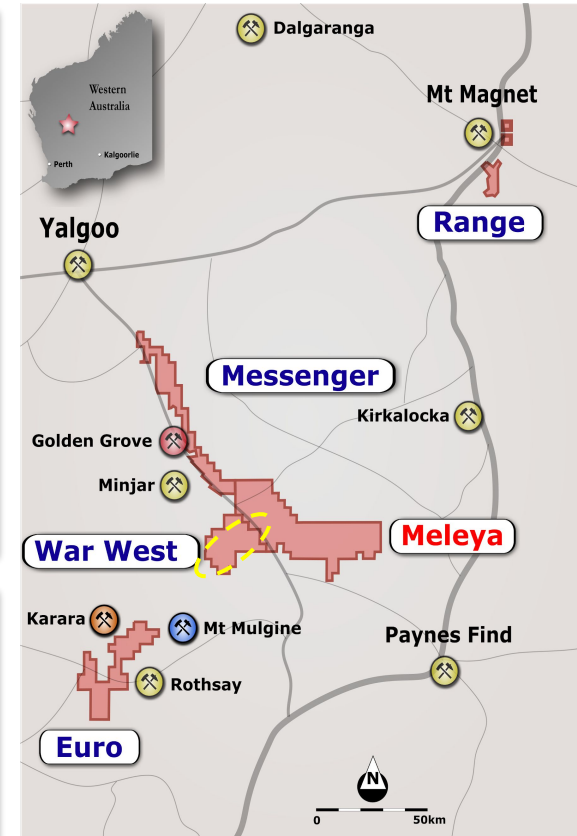 Dalgaranga
Western
Australia
Perth
Kalgoorlie
Mt Magnet
Range
Yalgoo
Messenger
Kirkalocka
Golden Grove
Minjar
War West
Meleya
Karara
Mt Mulgine
Paynes Find
Rothsay
Euro
N
0 50km